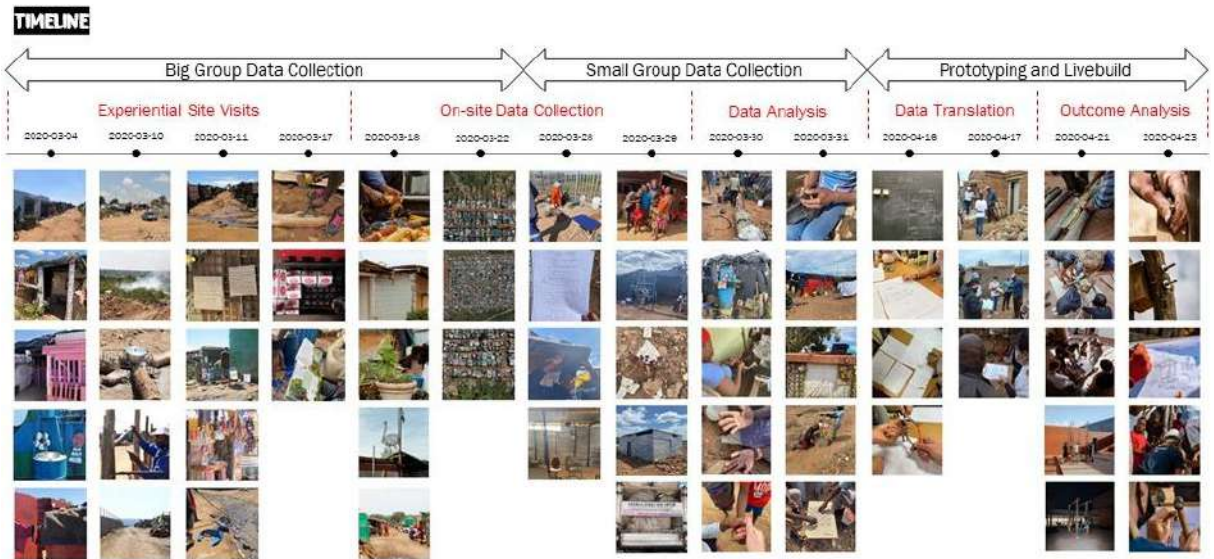 TIMELINE
Big Group Data Collection
Small Group Data Collection
Prototyping and Livebuild
Experiential Site Visits
On-site Data Collection
Data Analysis
Data Translation
Outcome Analysis
2020-03-04
2020-03-10
2020-03-11
2020-03-17
2020-03-18
2020-03-22
2020-03-28
2020-03-29
2020-03-30
2020-03-31
2020-04-16
2020-04-17
2020-04-21
2020-04-23